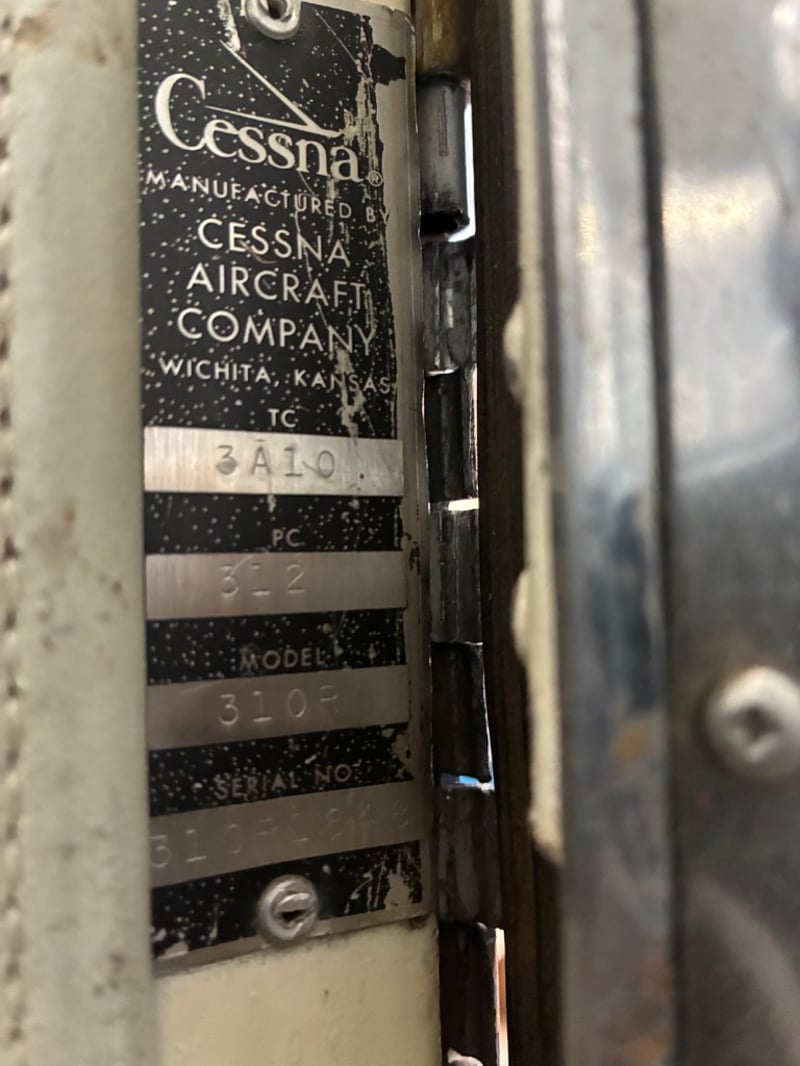 Cessna®
MANUFACTURED BY
CESSNA
AIRCRAFT
COMPANY
WICHITA, KANSAS
TC
3A10
PC
312
MODEL
310R
SERIAL NO.